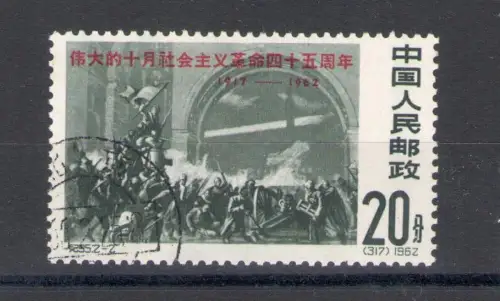 伟大的十月社会主义革命四十五周年
1917 — 1962
中国人民邮政
20分
(317) 1962